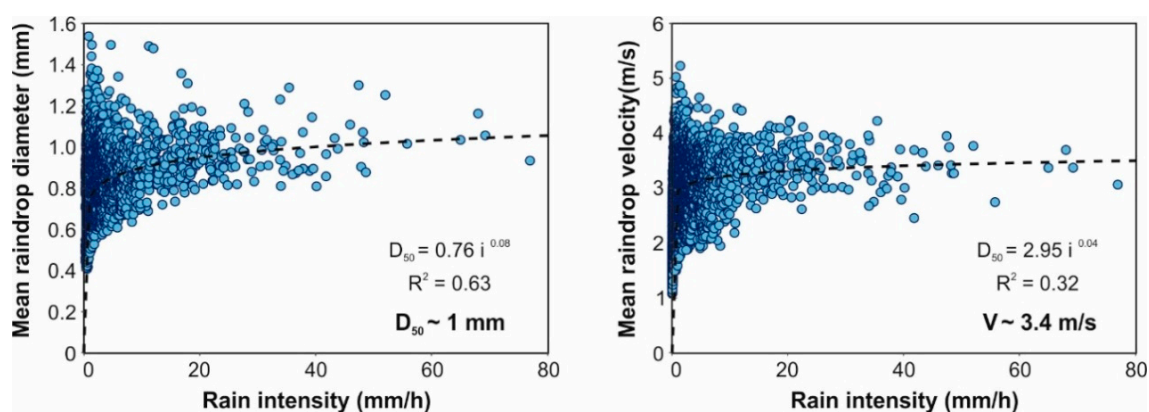 Mean raindrop diameter (mm)
1.6
1.4
1.2
1.0
0.8
0.6
0.4
0.2
0
D₅₀ = 0.76 i ^0.08
R² = 0.63
D₅₀ ~ 1 mm
0 20 40 60 80
Rain intensity (mm/h)
Mean raindrop velocity(m/s)
6
5
4
3
2
1
0
D₅₀ = 2.95 i ^0.04
R² = 0.32
V ~ 3.4 m/s
0 20 40 60 80
Rain intensity (mm/h)